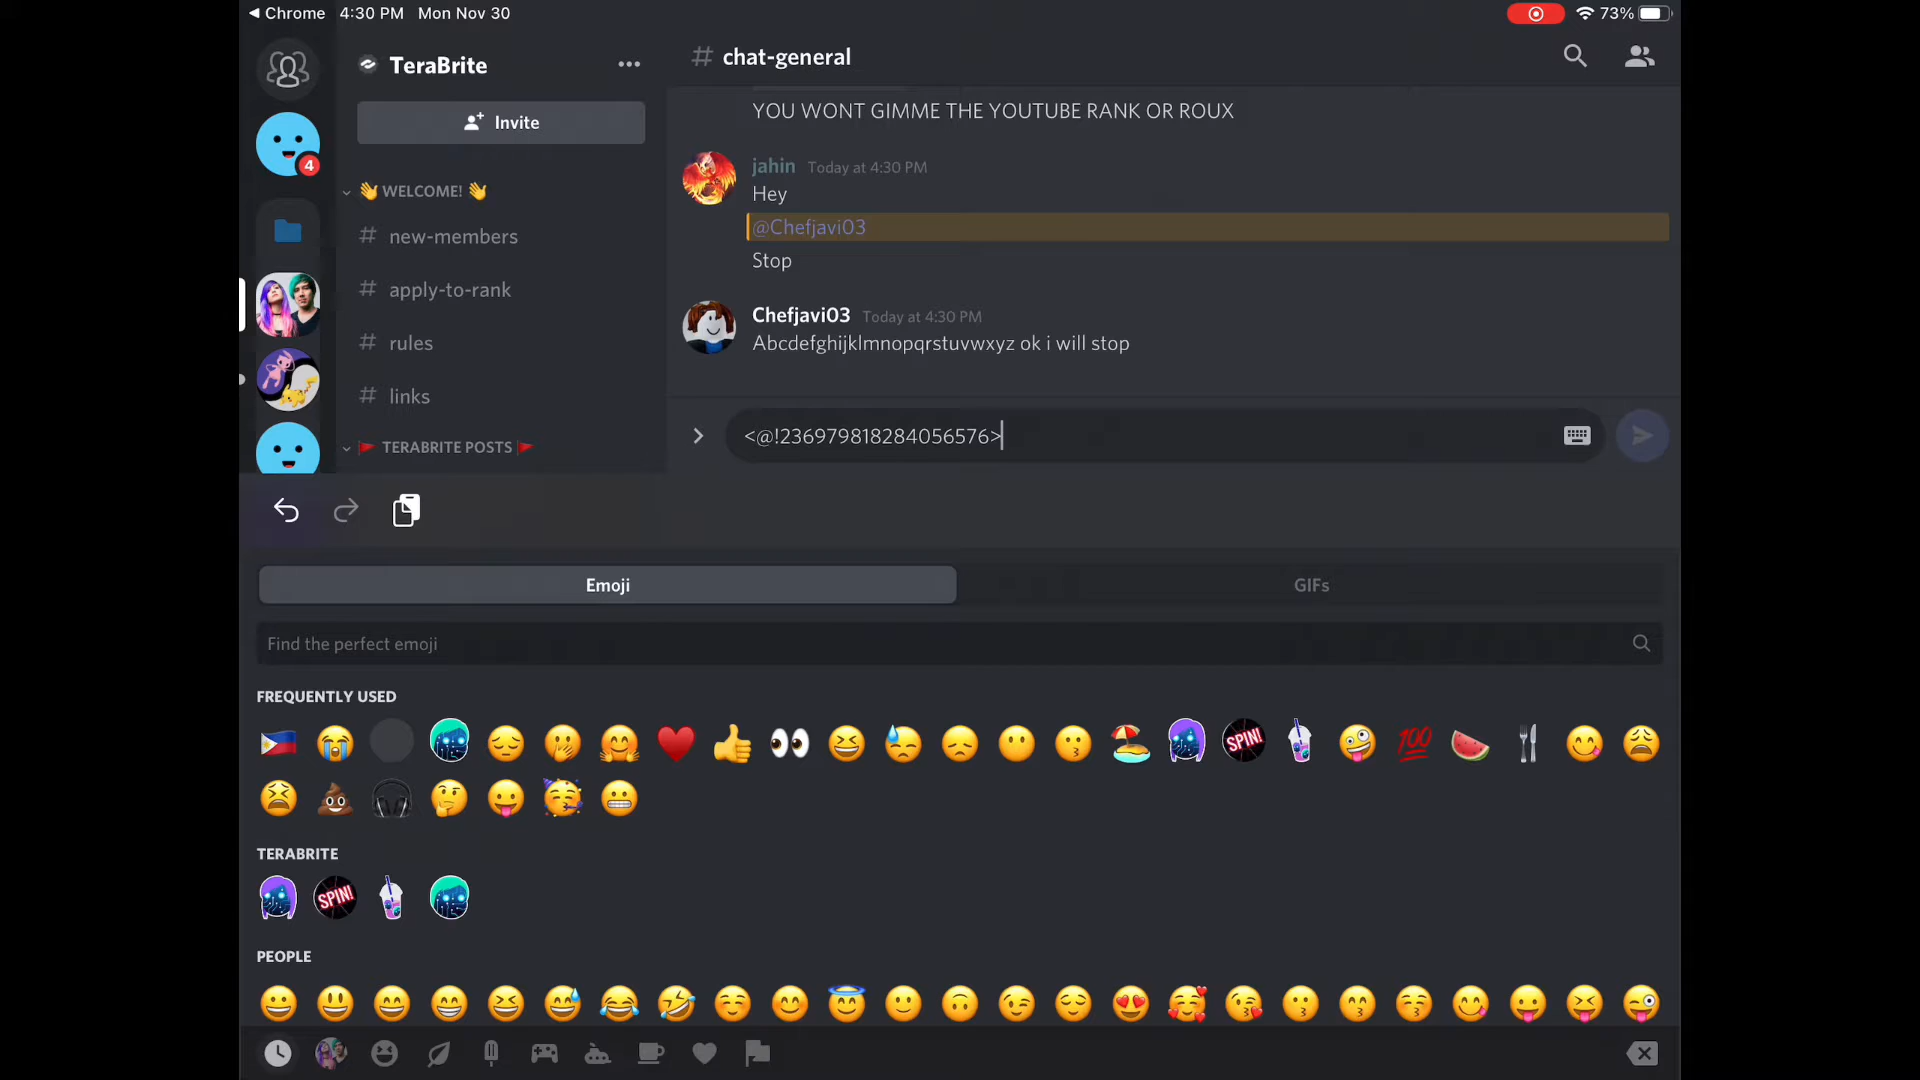 Chrome 4:30 PM Mon Nov 30
73%
TeraBrite
# chat-general
Invite
YOU WONT GIMME THE YOUTUBE RANK OR ROUX
4
👋 WELCOME! 👋
jahin Today at 4:30 PM
Hey
@Chefjavi03
Stop
# new-members
# apply-to-rank
# rules
# links
Chefjavi03 Today at 4:30 PM
Abcdefghijklmnopqrstuvwxyz ok i will stop
🚩 TERABRITE POSTS 🚩
<@!236979818284056576>
Emoji
GIFs
Find the perfect emoji
FREQUENTLY USED
SPIN!
100
TERABRITE
SPIN!
PEOPLE